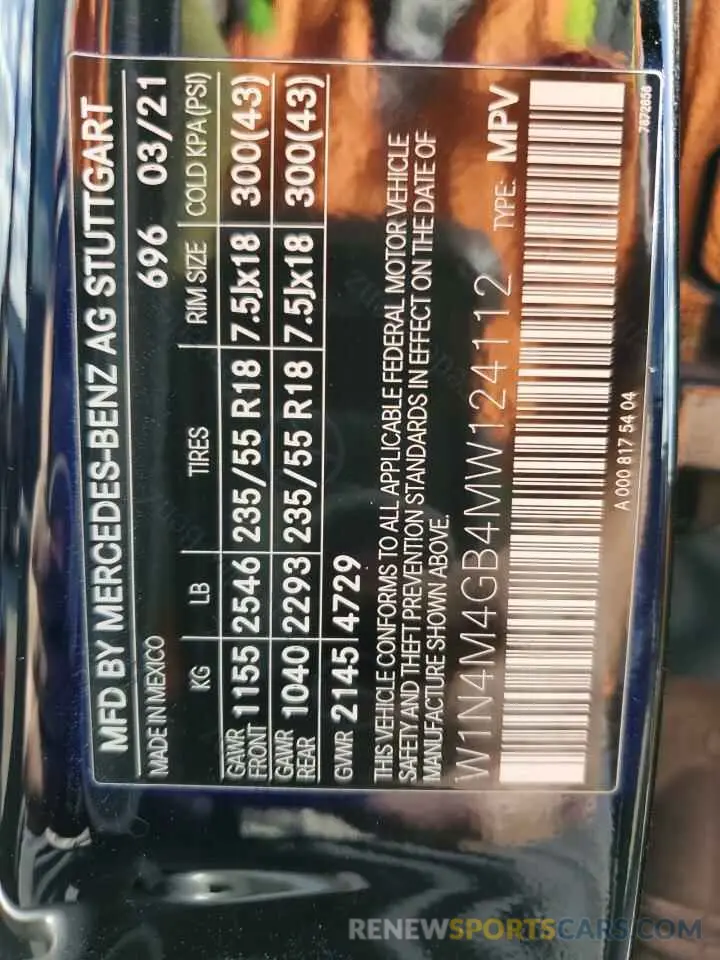 MFD BY MERCEDES-BENZ AG STUTTGART
MADE IN MEXICO 696 03/21
KG LB TIRES RIM SIZE COLD KPA(PSI)
GAWR FRONT 1155 2546 235/55 R18 7.5Jx18 300(43)
GAWR REAR 1040 2293 235/55 R18 7.5Jx18 300(43)
GVWR 2145 4729
THIS VEHICLE CONFORMS TO ALL APPLICABLE FEDERAL MOTOR VEHICLE
SAFETY AND THEFT PREVENTION STANDARDS IN EFFECT ON THE DATE OF
MANUFACTURE SHOWN ABOVE.
W1N4M4GB4MW124112 TYPE: MPV
A 000 817 54 04
RENEWSPORTSCARS.COM